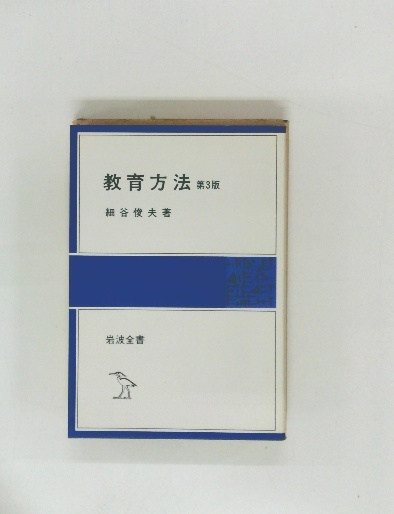 教育方法 第3版
細谷俊夫著
岩波全書